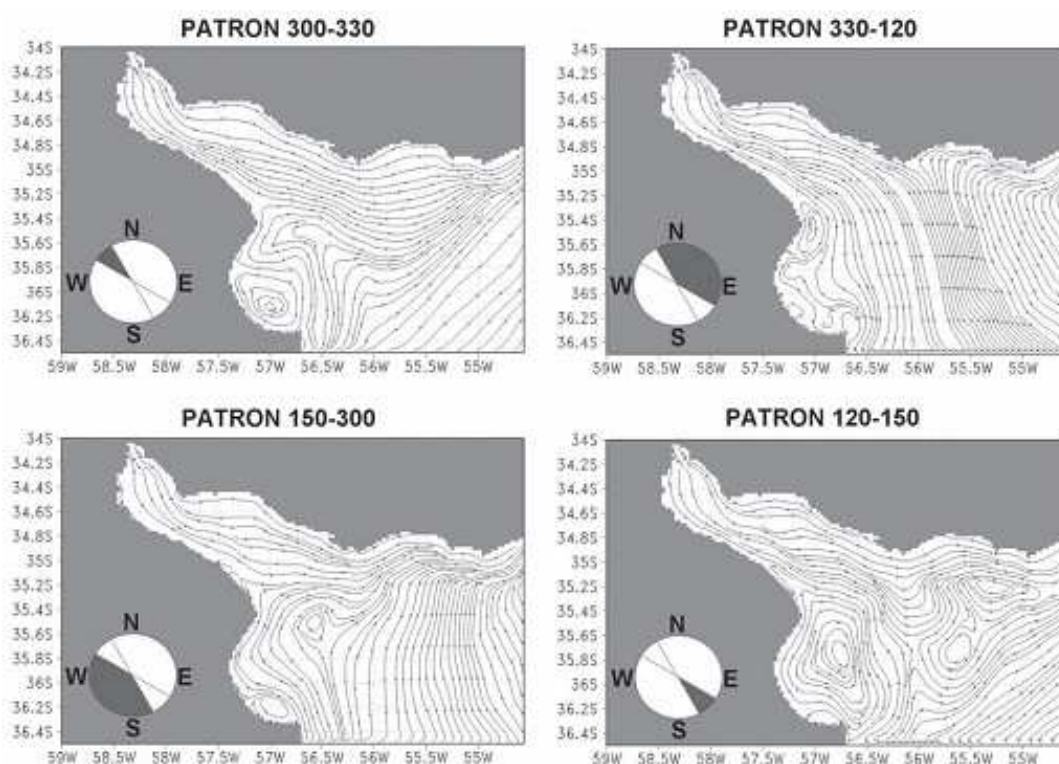 PATRON 300-330
PATRON 330-120
34S
34.2S
34.4S
34.6S
34.8S
35S
35.2S
35.4S
35.6S
35.8S
36S
36.2S
36.4S
N
W E
S
59W 58.5W 58W 57.5W 57W 56.5W 56W 55.5W 55W
34S
34.2S
34.4S
34.6S
34.8S
35S
35.2S
35.4S
35.6S
35.8S
36S
36.2S
36.4S
N
W E
S
59W 58.5W 58W 57.5W 57W 56.5W 56W 55.5W 55W
PATRON 150-300
PATRON 120-150
34S
34.2S
34.4S
34.6S
34.8S
35S
35.2S
35.4S
35.6S
35.8S
36S
36.2S
36.4S
N
W E
S
59W 58.5W 58W 57.5W 57W 56.5W 56W 55.5W 55W
34S
34.2S
34.4S
34.6S
34.8S
35S
35.2S
35.4S
35.6S
35.8S
36S
36.2S
36.4S
N
W E
S
59W 58.5W 58W 57.5W 57W 56.5W 56W 55.5W 55W